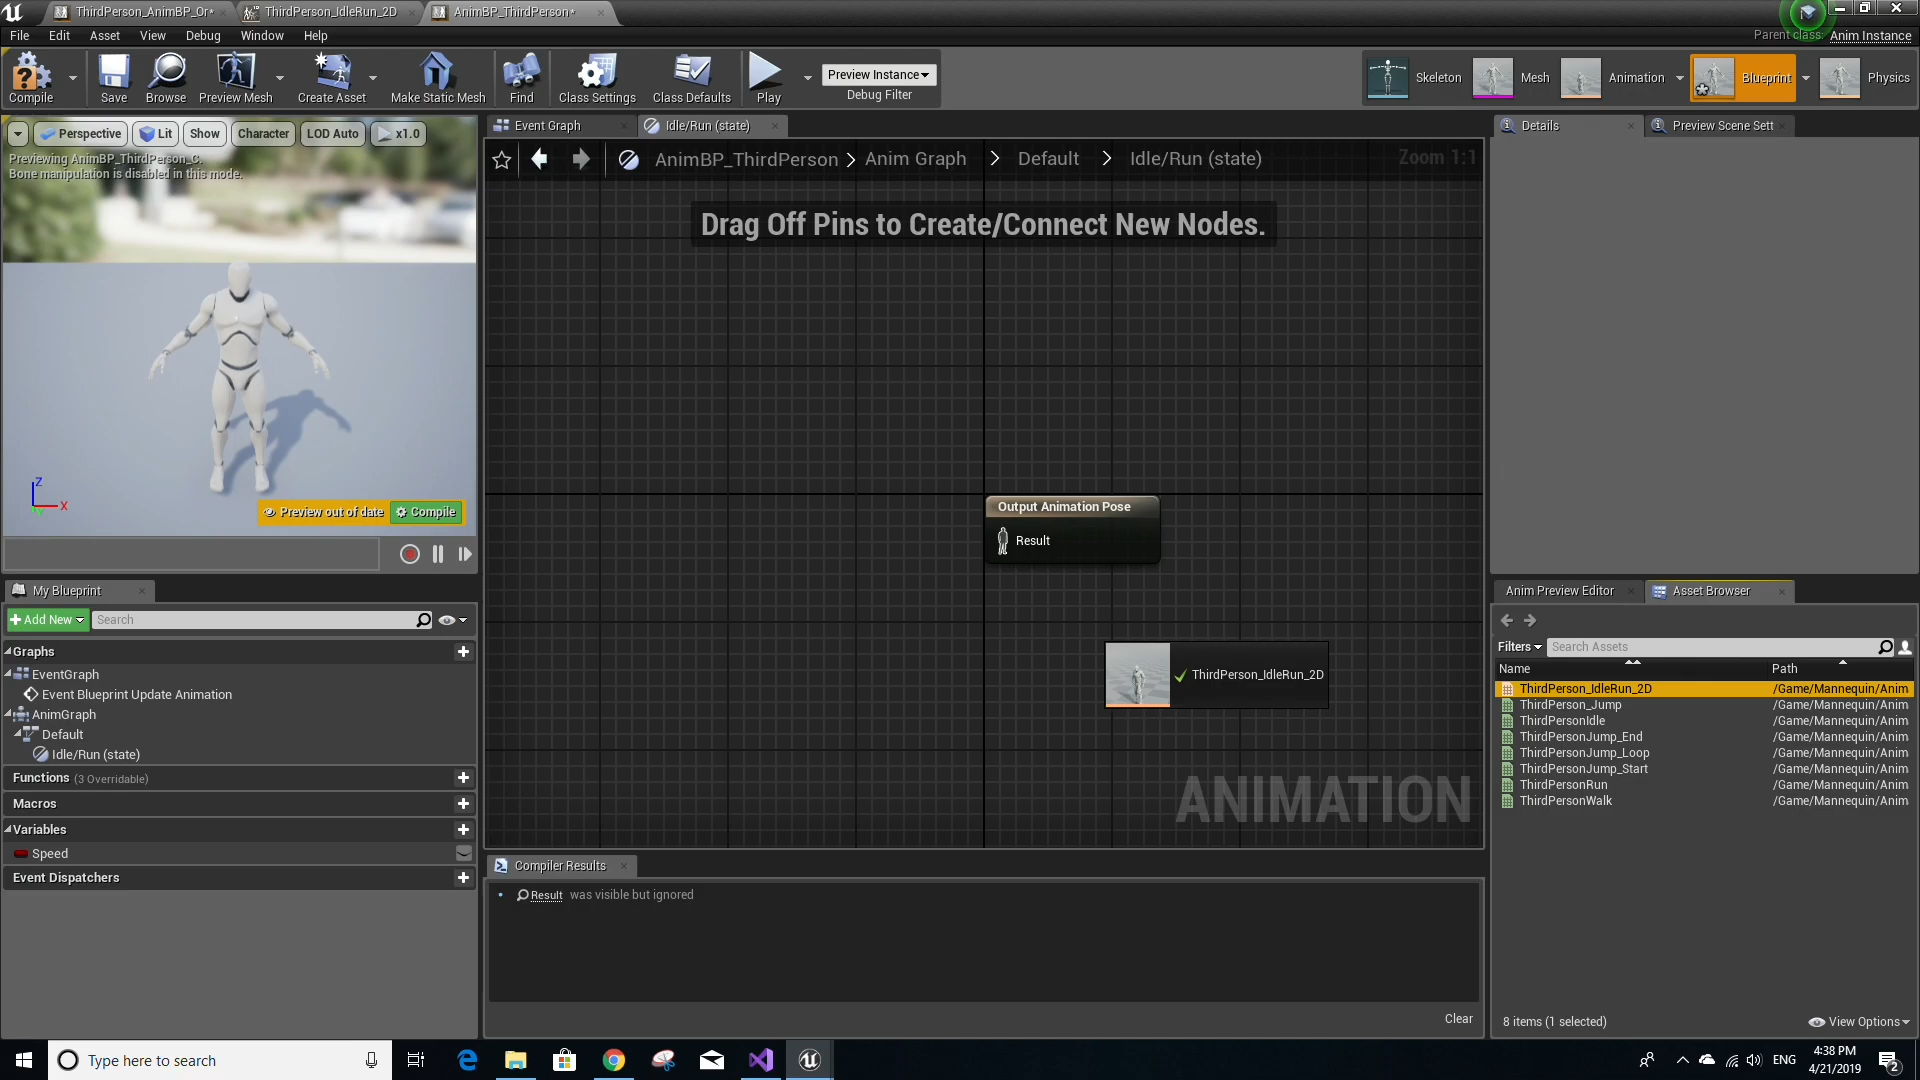 ThirdPerson_AnimBP_Or*
ThirdPerson_IdleRun_2D
AnimBP_ThirdPerson*
File Edit Asset View Debug Window Help
Parent class: Anim Instance
Compile
Save
Browse
Preview Mesh
Create Asset
Make Static Mesh
Find
Class Settings
Class Defaults
Play
Preview Instance
Debug Filter
Skeleton
Mesh
Animation
Blueprint
Physics
Perspective
Lit
Show
Character
LOD Auto
x1.0
Previewing AnimBP_ThirdPerson_C.
Bone manipulation is disabled in this mode.
Z
X
Y
Preview out of date
Compile
Event Graph
Idle/Run (state)
AnimBP_ThirdPerson > Anim Graph > Default > Idle/Run (state)
Zoom 1:1
Drag Off Pins to Create/Connect New Nodes.
Output Animation Pose
Result
ThirdPerson_IdleRun_2D
ANIMATION
Details
Preview Scene Sett
My Blueprint
Add New
Search
Graphs
EventGraph
Event Blueprint Update Animation
AnimGraph
Default
Idle/Run (state)
Functions (3 Overridable)
Macros
Variables
Speed
Event Dispatchers
Compiler Results
Result was visible but ignored
Clear
Anim Preview Editor
Asset Browser
Filters
Search Assets
Name Path
ThirdPerson_IdleRun_2D /Game/Mannequin/Anim
ThirdPerson_Jump /Game/Mannequin/Anim
ThirdPersonIdle /Game/Mannequin/Anim
ThirdPersonJump_End /Game/Mannequin/Anim
ThirdPersonJump_Loop /Game/Mannequin/Anim
ThirdPersonJump_Start /Game/Mannequin/Anim
ThirdPersonRun /Game/Mannequin/Anim
ThirdPersonWalk /Game/Mannequin/Anim
8 items (1 selected)
View Options
Type here to search
ENG
4:38 PM
4/21/2019
2